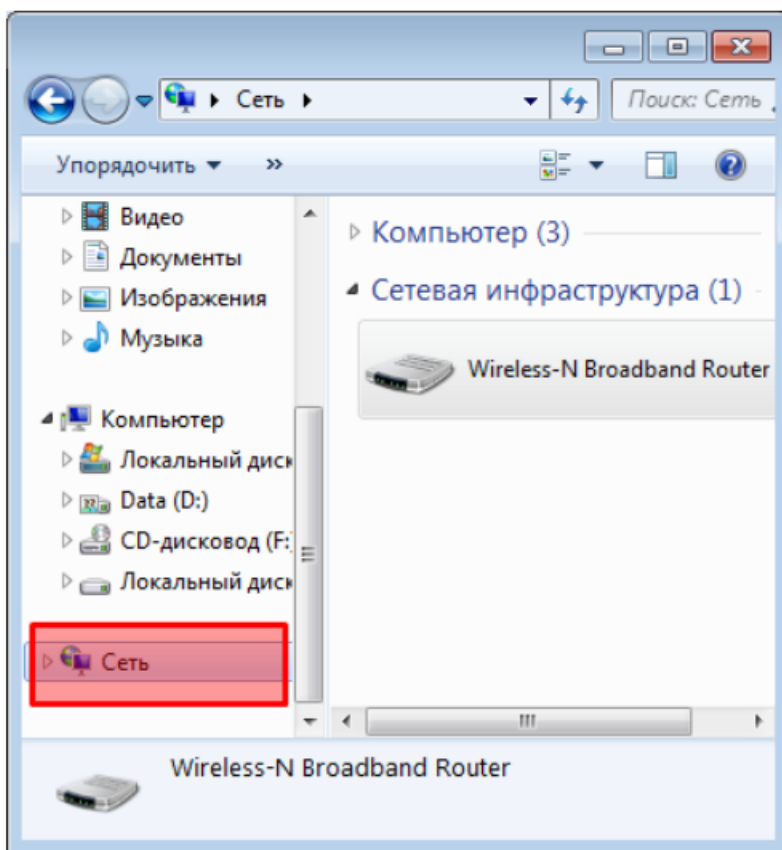 Сеть
Поиск: Сеть
Упорядочить
»
Видео
Документы
Изображения
Музыка
Компьютер
Локальный диск
Data (D:)
CD-дисковод (F:
Локальный диск
Сеть
Компьютер (3)
Сетевая инфраструктура (1)
Wireless-N Broadband Router
Wireless-N Broadband Router